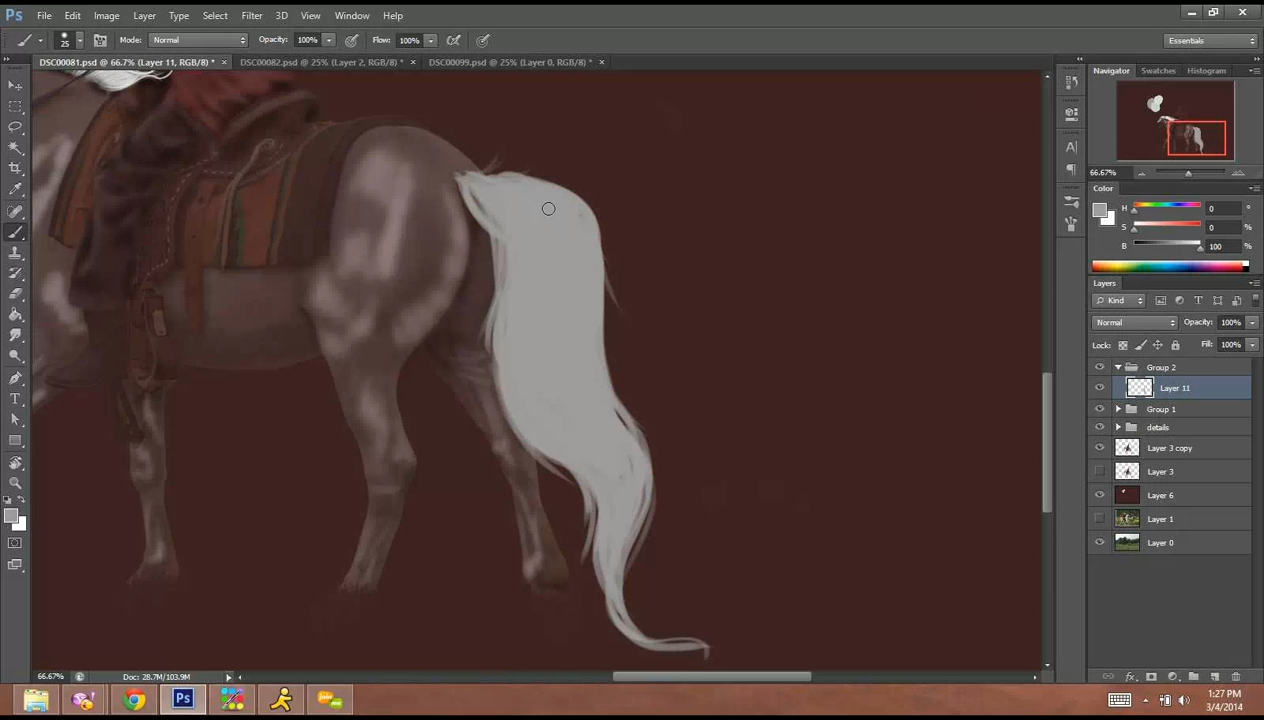 Ps File Edit Image Layer Type Select Filter 3D View Window Help
25 Mode: Normal Opacity: 100% Flow: 100% Essentials
DSC00081.psd @ 66.7% (Layer 11, RGB/8) * × DSC00082.psd @ 25% (Layer 2, RGB/8) * × DSC00099.psd @ 25% (Layer 0, RGB/8) * ×
Navigator Swatches Histogram
66.67%
Color
H 0 °
S 0 %
B 100 %
Layers
Kind
Normal Opacity: 100%
Lock: Fill: 100%
Group 2
Layer 11
Group 1
details
Layer 3 copy
Layer 3
Layer 6
Layer 1
Layer 0
66.67% Doc: 28.7M/103.9M
Ps 1:27 PM
3/4/2014